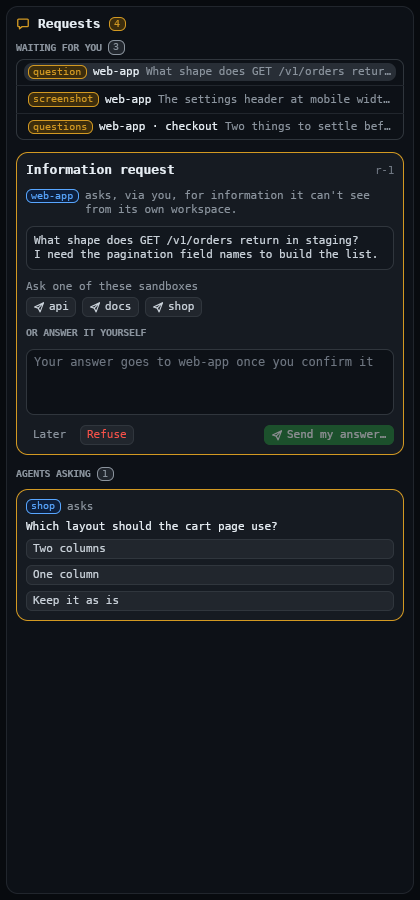 Requests 4
WAITING FOR YOU 3
question web-app What shape does GET /v1/orders retur…
screenshot web-app The settings header at mobile widt…
questions web-app · checkout Two things to settle bef…
Information request r-1
web-app asks, via you, for information it can't see
from its own workspace.
What shape does GET /v1/orders return in staging?
I need the pagination field names to build the list.
Ask one of these sandboxes
api docs shop
OR ANSWER IT YOURSELF
Your answer goes to web-app once you confirm it
Later Refuse Send my answer…
AGENTS ASKING 1
shop asks
Which layout should the cart page use?
Two columns
One column
Keep it as is